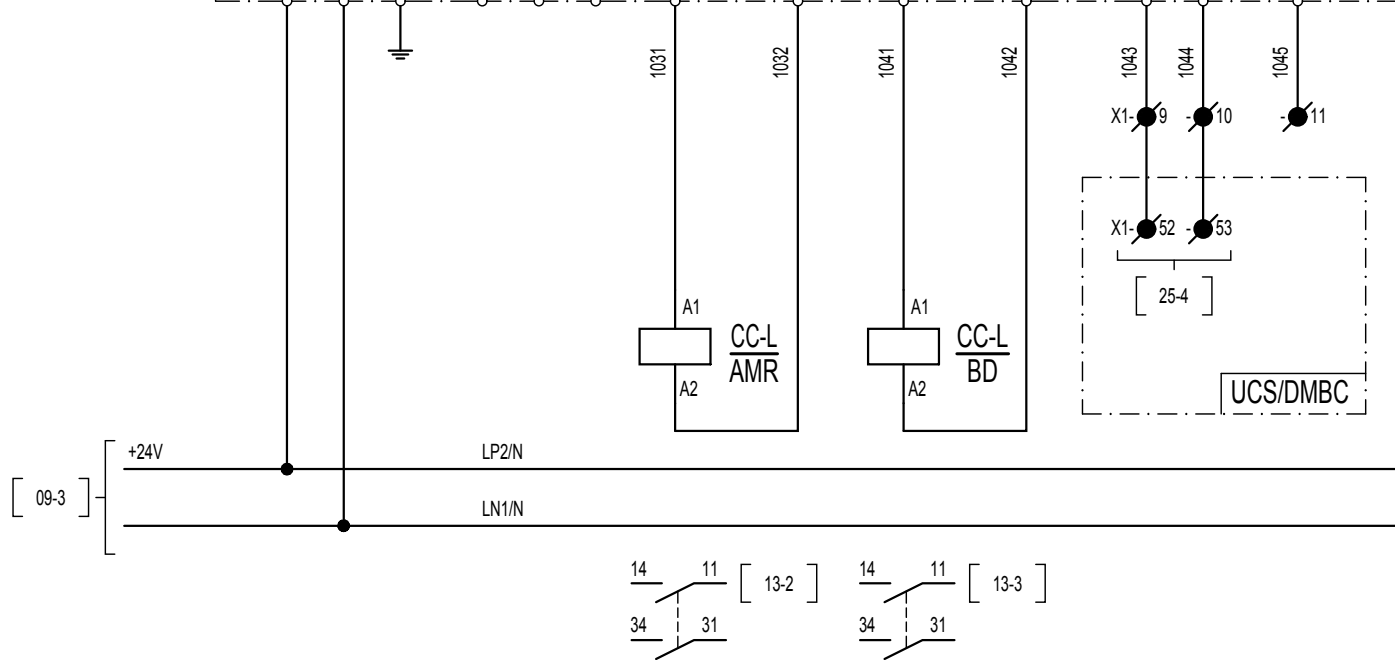 1031
1032
1041
1042
1043
1044
1045
X1- 9
- 10
- 11
X1- 52
- 53
25-4
A1
CC-L
AMR
A2
A1
CC-L
BD
A2
UCS/DMBC
+24V
LP2/N
09-3
LN1/N
14 11
13-2
14 11
13-3
34 31
34 31